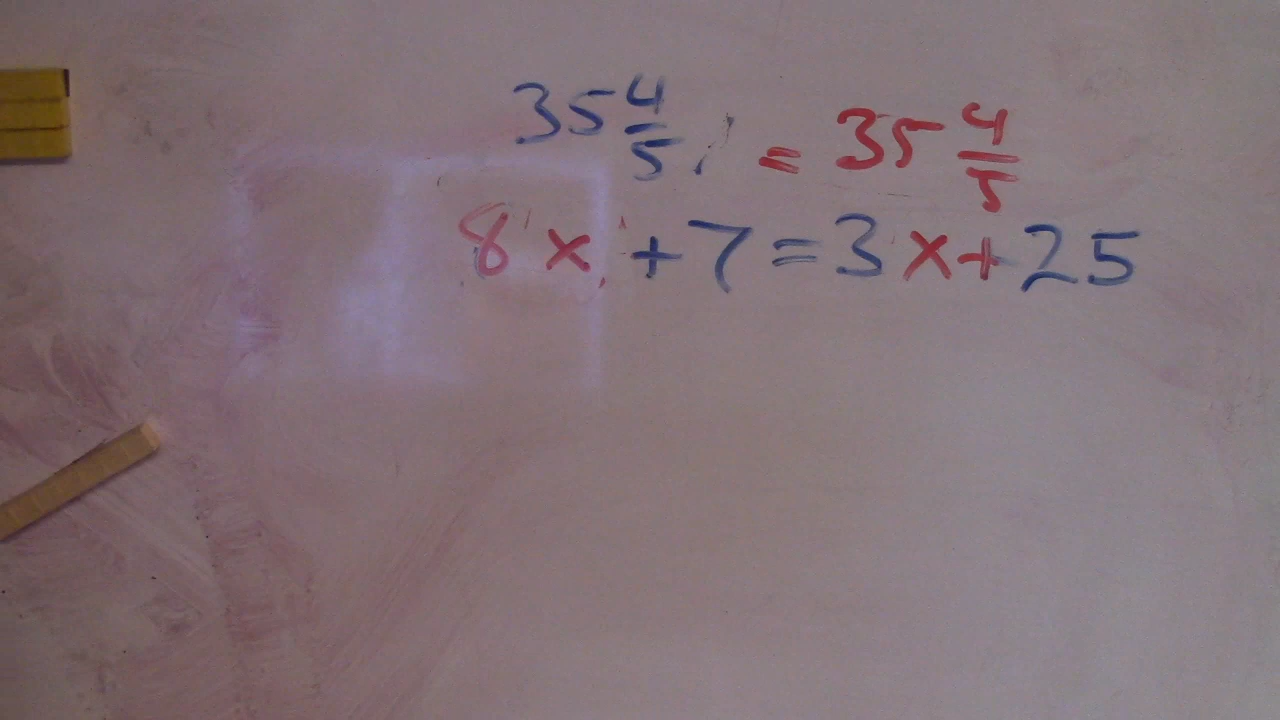 35 4/5 = 35 4/5
8x + 7 = 3x + 25